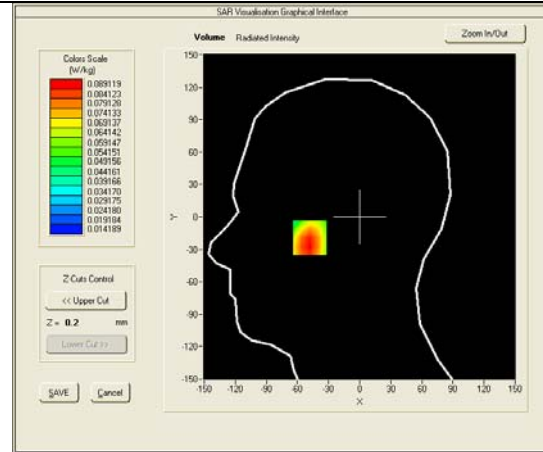 SAR Visualisation Graphical Interface
Volume Radiated Intensity
Zoom In/Out
Colors Scale
(W/kg)
0.089119
0.084123
0.079128
0.074133
0.069137
0.064142
0.059147
0.054151
0.049156
0.044161
0.039166
0.034170
0.029175
0.024180
0.019184
0.014189
Z Cuts Control
<< Upper Cut
Z = 0.2 mm
Lower Cut >>
SAVE Cancel
150
120
90
60
30
0
-30
-60
-90
-120
-150
Y
-150 -120 -90 -60 -30 0 30 60 90 120 150
X